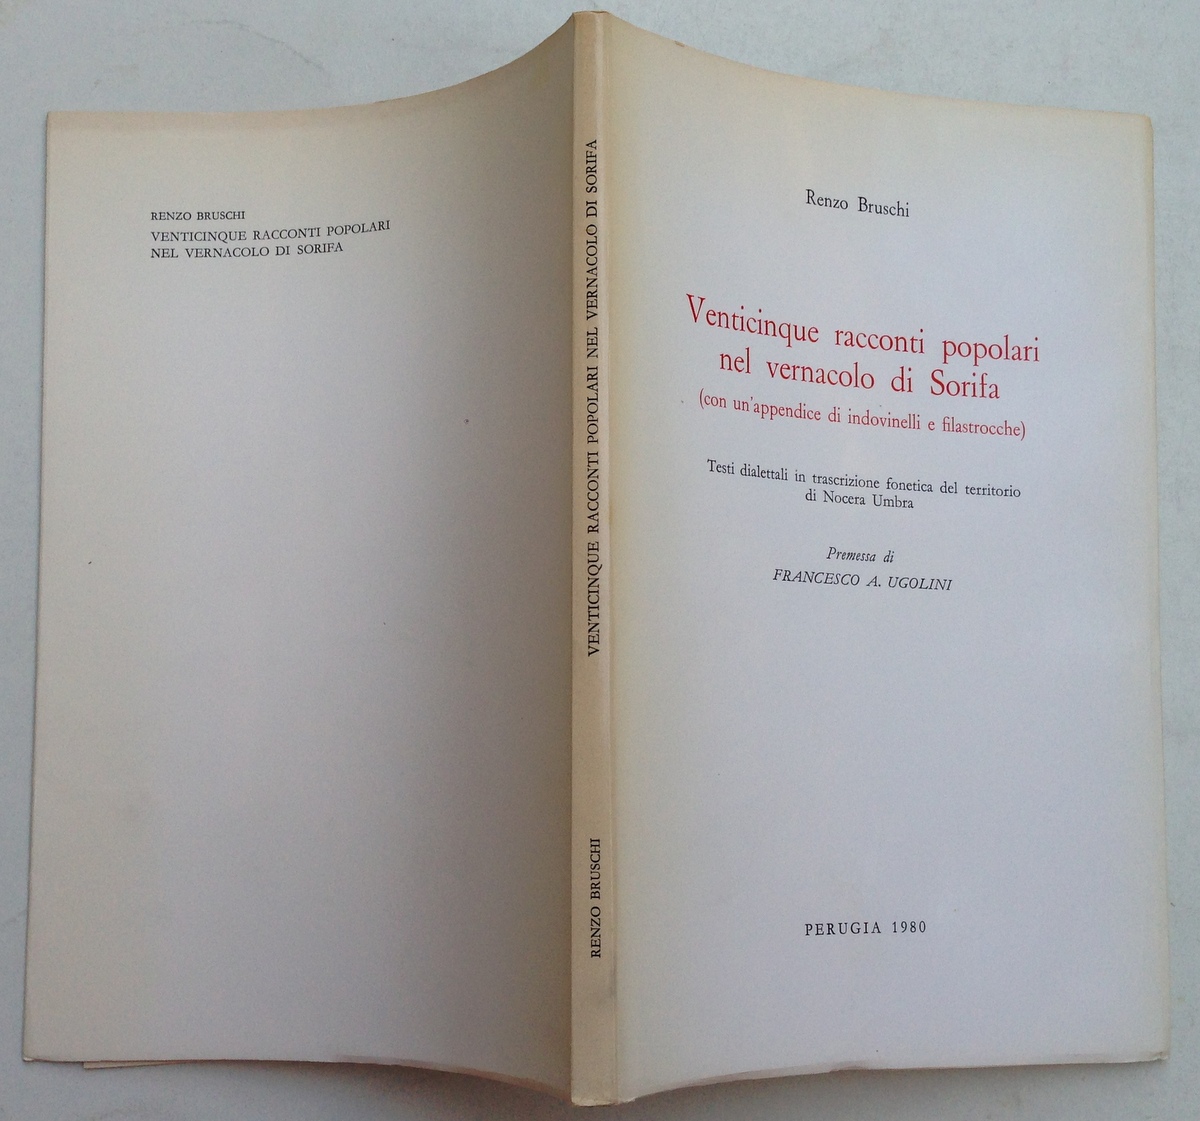 RENZO BRUSCHI
VENTICINQUE RACCONTI POPOLARI
NEL VERNACOLO DI SORIFA
RENZO BRUSCHI VENTICINQUE RACCONTI POPOLARI NEL VERNACOLO DI SORIFA
Renzo Bruschi
Venticinque racconti popolari
nel vernacolo di Sorifa
(con un'appendice di indovinelli e filastrocche)
Testi dialettali in trascrizione fonetica del territorio
di Nocera Umbra
Premessa di
FRANCESCO A. UGOLINI
PERUGIA 1980